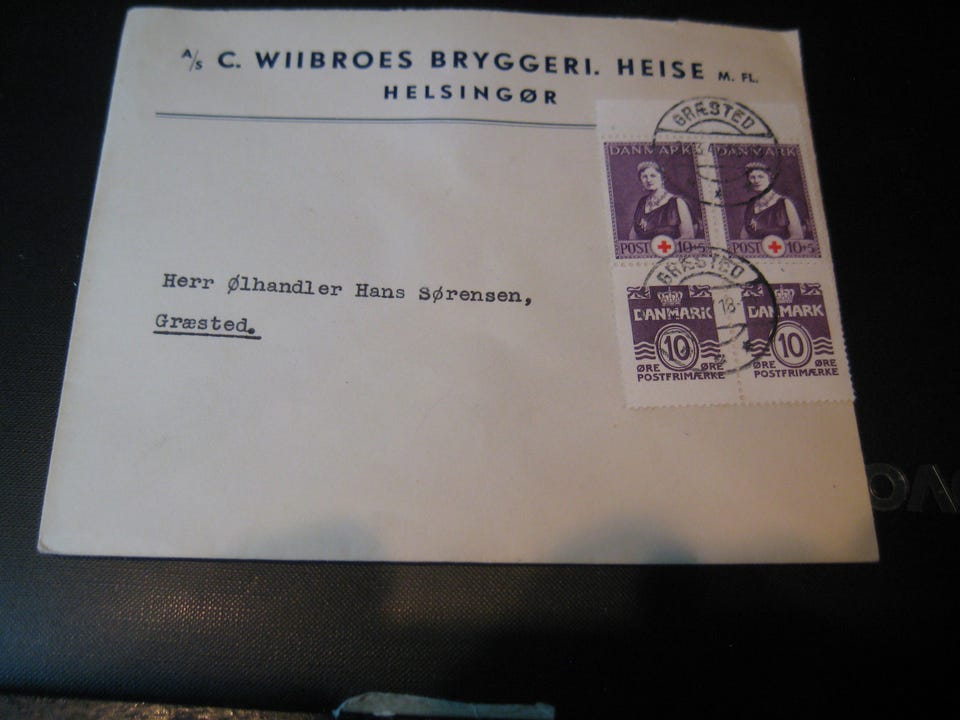 A/S C. WIIBROES BRYGGERI. HEISE M. FL.
HELSINGØR
GRÆSTED
DANMARK DANMARK
POST 10+5 POST 10+5
GRÆSTED
18.
DANMARK DANMARK
10 10
ØRE ØRE ØRE ØRE
POSTFRIMÆRKE POSTFRIMÆRKE
Herr Ølhandler Hans Sørensen,
Græsted.